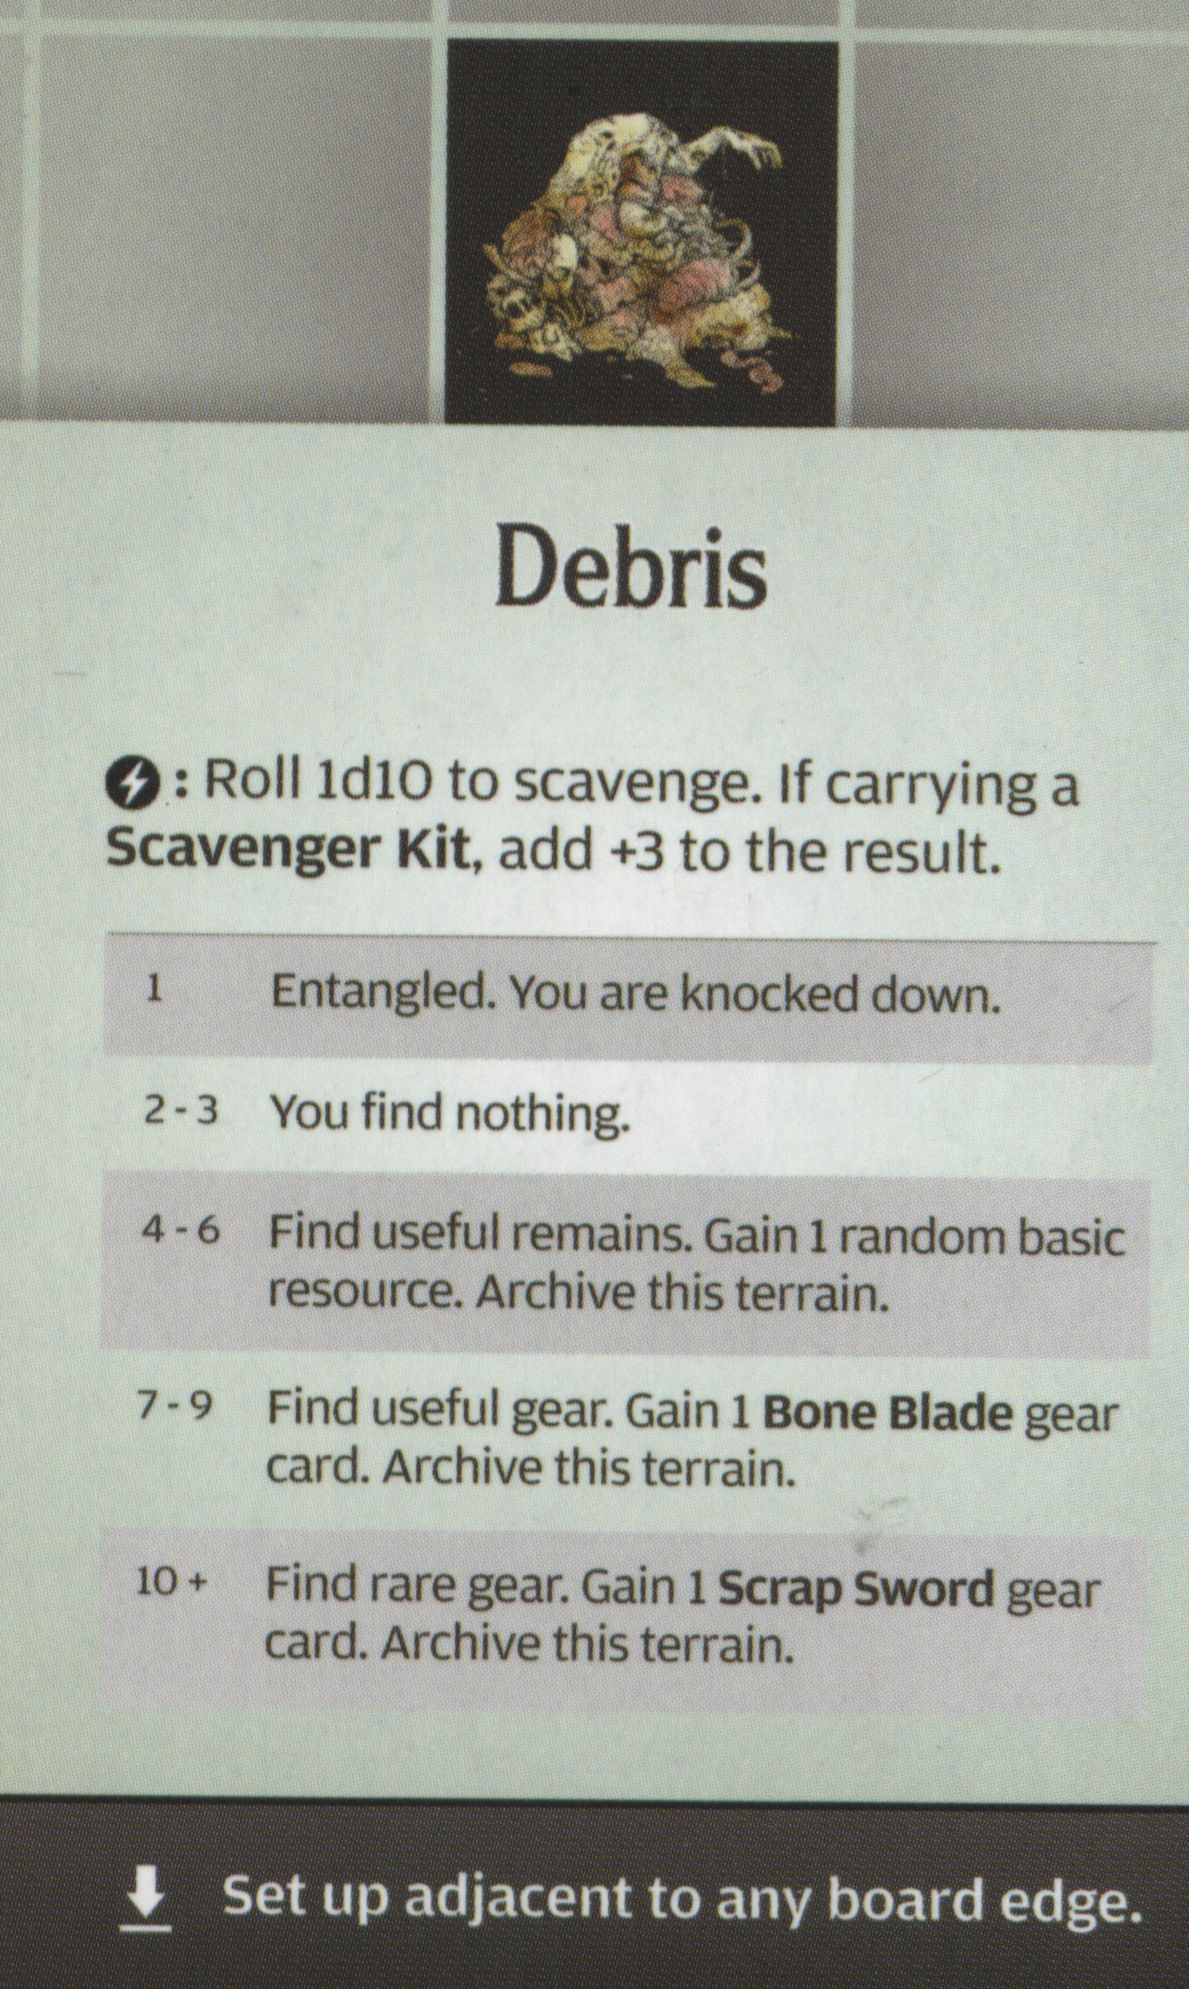 Debris
: Roll 1d10 to scavenge. If carrying a
Scavenger Kit, add +3 to the result.
1 Entangled. You are knocked down.
2 - 3 You find nothing.
4 - 6 Find useful remains. Gain 1 random basic
resource. Archive this terrain.
7 - 9 Find useful gear. Gain 1 Bone Blade gear
card. Archive this terrain.
10 + Find rare gear. Gain 1 Scrap Sword gear
card. Archive this terrain.
Set up adjacent to any board edge.